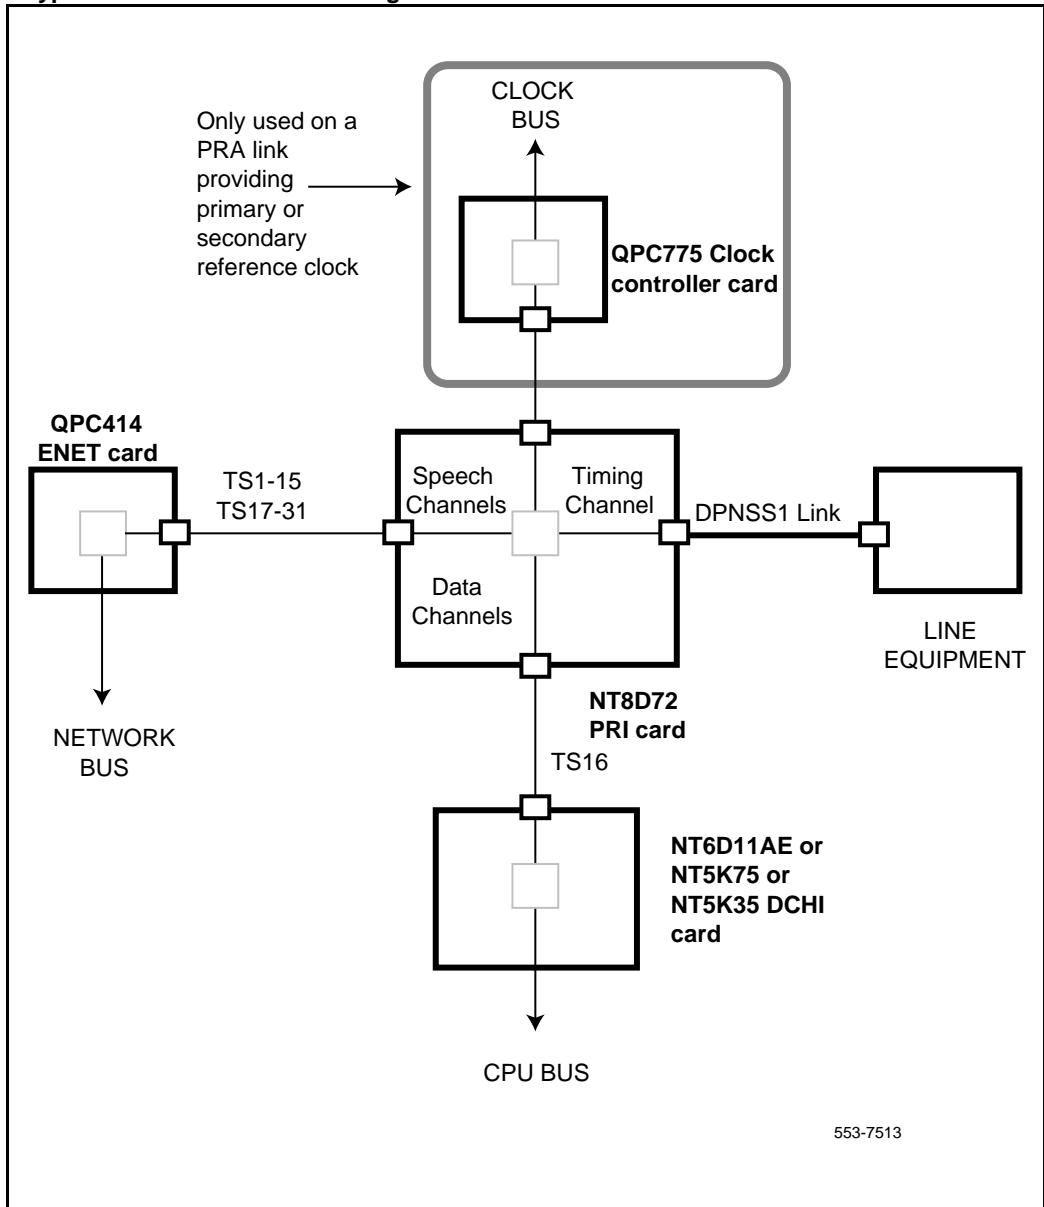 CLOCK
BUS
Only used on a
PRA link
providing
primary or
secondary
reference clock
QPC775 Clock
controller card
QPC414
ENET card
TS1-15
TS17-31
Speech
Channels
Timing
Channel
DPNSS1 Link
Data
Channels
LINE
EQUIPMENT
NT8D72
PRI card
NETWORK
BUS
TS16
NT6D11AE or
NT5K75 or
NT5K35 DCHI
card
CPU BUS
553-7513